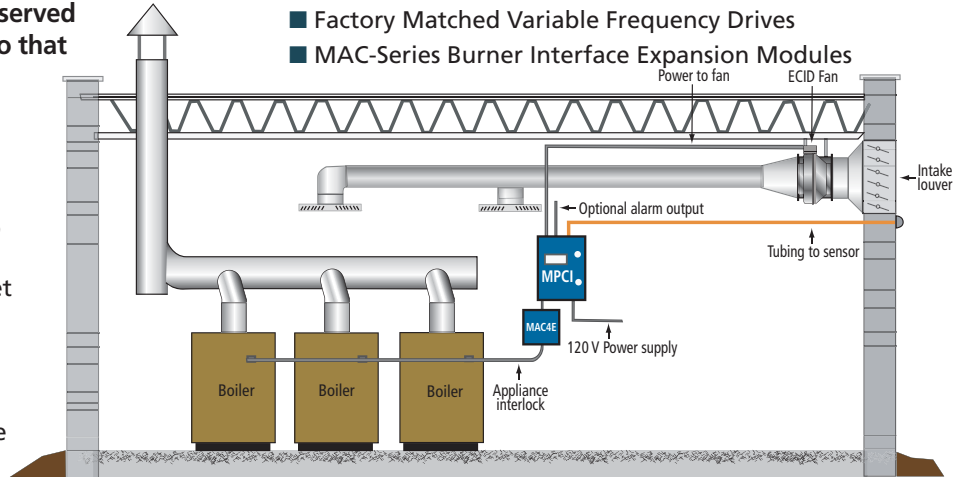 served
o that
et
e
■ Factory Matched Variable Frequency Drives
■ MAC-Series Burner Interface Expansion Modules
Power to fan
ECID Fan
Intake
louver
Optional alarm output
Tubing to sensor
MPCI
MAC4E
120 V Power supply
Appliance
interlock
Boiler
Boiler
Boiler